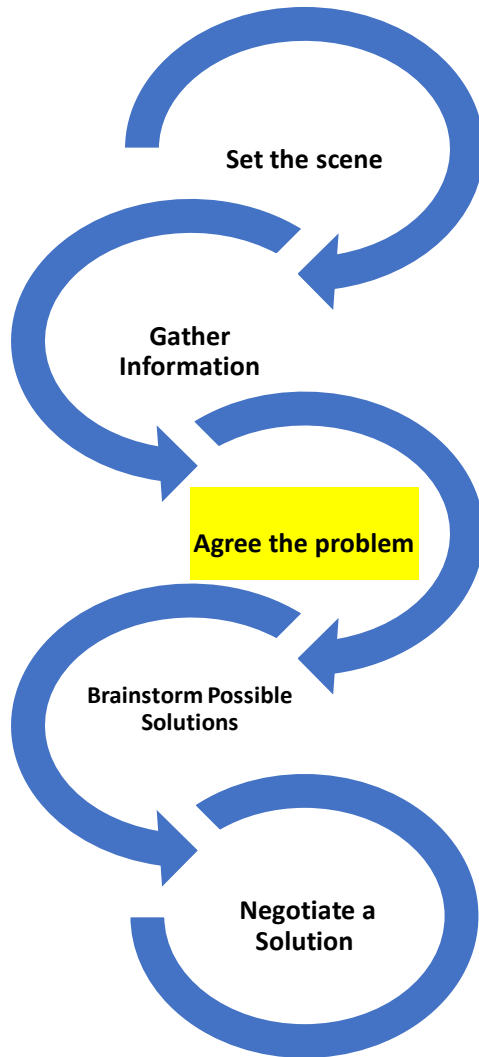 Set the scene
Gather
Information
Agree the problem
Brainstorm Possible
Solutions
Negotiate a
Solution